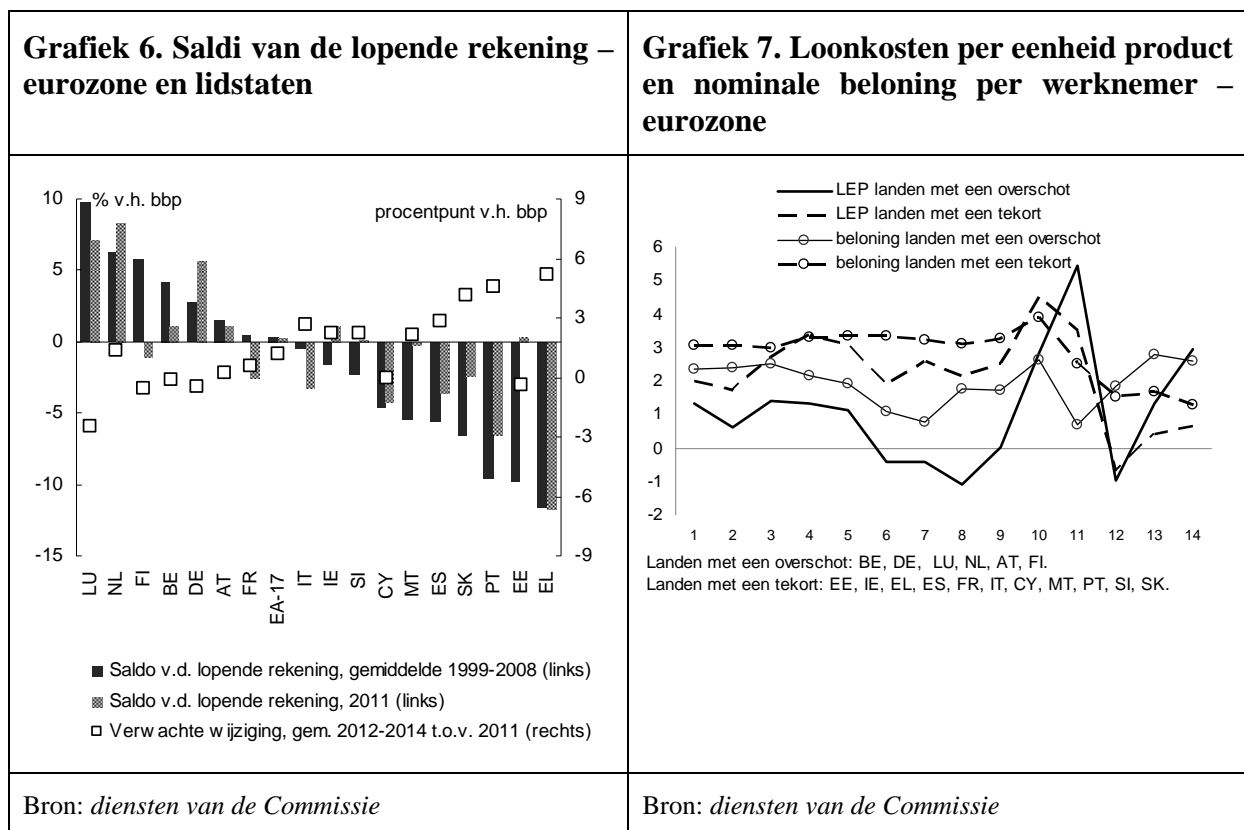 Grafiek 6. Saldi van de lopende rekening –
eurozone en lidstaten
10
5
0
-5
-10
-15
% v.h. bbp
procentpunt v.h. bbp
9
6
3
0
-3
-6
-9
LU
NL
FI
BE
DE
AT
FR
EA-17
IT
IE
SI
CY
MT
ES
SK
PT
EE
EL
Saldo v.d. lopende rekening, gemiddelde 1999-2008 (links)
Saldo v.d. lopende rekening, 2011 (links)
Verwachte wijziging, gem. 2012-2014 t.o.v. 2011 (rechts)
Bron: diensten van de Commissie
Grafiek 7. Loonkosten per eenheid product
en nominale beloning per werknemer –
eurozone
LEP landen met een overschot
LEP landen met een tekort
beloning landen met een overschot
beloning landen met een tekort
6
5
4
3
2
1
0
-1
-2
1 2 3 4 5 6 7 8 9 10 11 12 13 14
Landen met een overschot: BE, DE, LU, NL, AT, FI.
Landen met een tekort: EE, IE, EL, ES, FR, IT, CY, MT, PT, SI, SK.
Bron: diensten van de Commissie